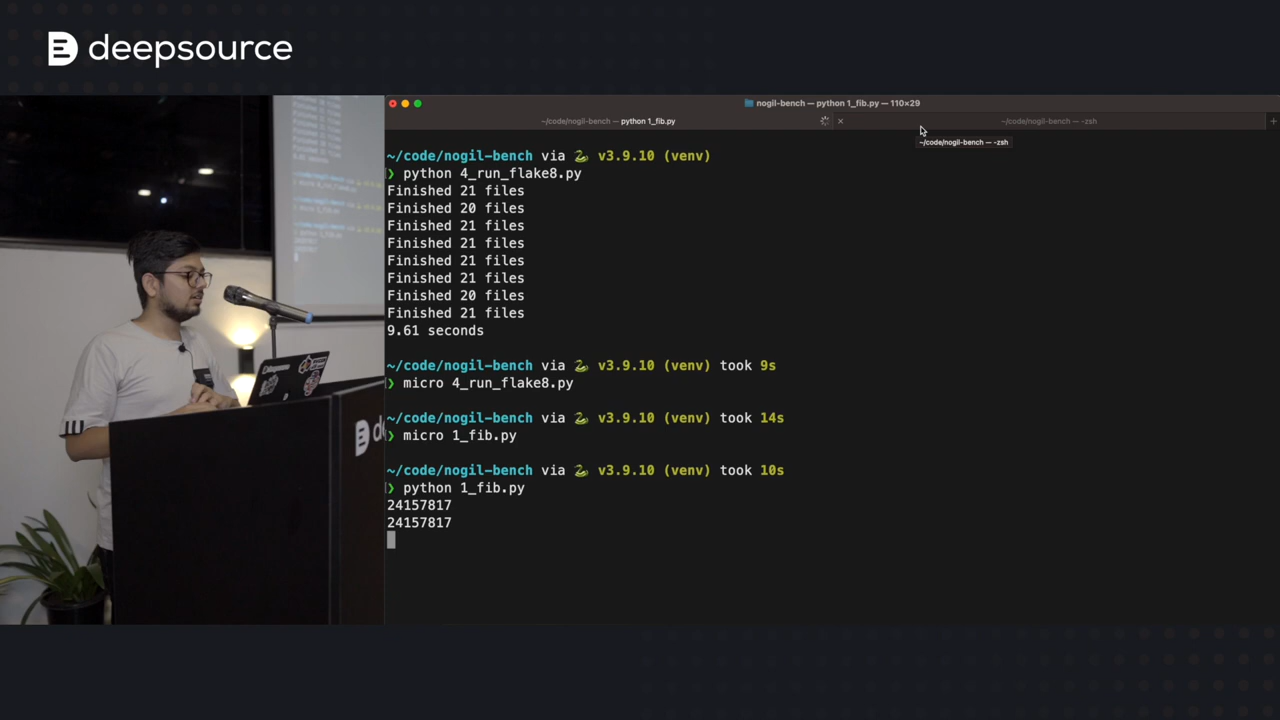 deepsource
nogil-bench — python 1_fib.py — 110×29
~/code/nogil-bench — python 1_fib.py
~/code/nogil-bench — -zsh
~/code/nogil-bench — -zsh
~/code/nogil-bench via 🐍 v3.9.10 (venv)
❯ python 4_run_flake8.py
Finished 21 files
Finished 20 files
Finished 21 files
Finished 21 files
Finished 21 files
Finished 21 files
Finished 20 files
Finished 21 files
9.61 seconds
~/code/nogil-bench via 🐍 v3.9.10 (venv) took 9s
❯ micro 4_run_flake8.py
~/code/nogil-bench via 🐍 v3.9.10 (venv) took 14s
❯ micro 1_fib.py
~/code/nogil-bench via 🐍 v3.9.10 (venv) took 10s
❯ python 1_fib.py
24157817
24157817